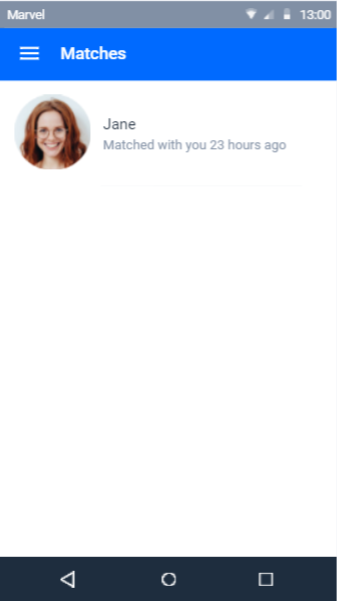 Marvel 13:00
Matches
Jane
Matched with you 23 hours ago